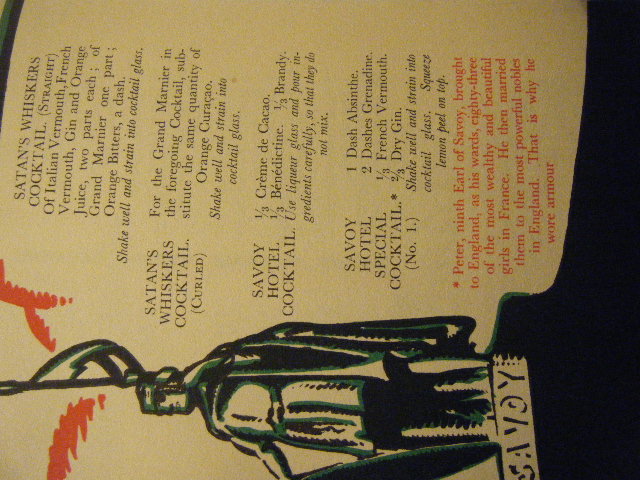 SATAN'S WHISKERS
COCKTAIL (STRAIGHT)
Of Italian Vermouth, French
Vermouth, Gin and Orange
Juice, two parts each; of
Grand Marnier one part;
Orange Bitters, a dash.
Shake well and strain into cocktail glass.
SATAN'S
WHISKERS
COCKTAIL.
(CURLED)
For the Grand Marnier in
the foregoing Cocktail, sub-
stitute the same quantity of
Orange Curaçao.
Shake well and strain into
cocktail glass.
SAVOY
HOTEL
COCKTAIL.
⅓ Crème de Cacao.
⅓ Bénédictine. ⅓ Brandy.
Use liqueur glass and pour in-
gredients carefully, so that they do
not mix.
SAVOY
HOTEL
SPECIAL
COCKTAIL.*
(No. 1.)
1 Dash Absinthe.
2 Dashes Grenadine.
⅓ French Vermouth.
⅔ Dry Gin.
Shake well and strain into
cocktail glass. Squeeze
lemon peel on top.
* Peter, ninth Earl of Savoy, brought
to England, as his wards, eighty-three
of the most wealthy and beautiful
girls in France. He then married
them to the most powerful nobles
in England. That is why he
wore armour
SAVOY